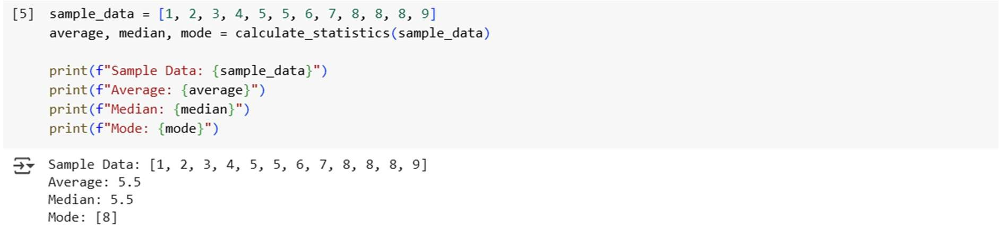 [5] sample_data = [1, 2, 3, 4, 5, 5, 6, 7, 8, 8, 8, 9]
average, median, mode = calculate_statistics(sample_data)
print(f"Sample Data: {sample_data}")
print(f"Average: {average}")
print(f"Median: {median}")
print(f"Mode: {mode}")
Sample Data: [1, 2, 3, 4, 5, 5, 6, 7, 8, 8, 8, 9]
Average: 5.5
Median: 5.5
Mode: [8]